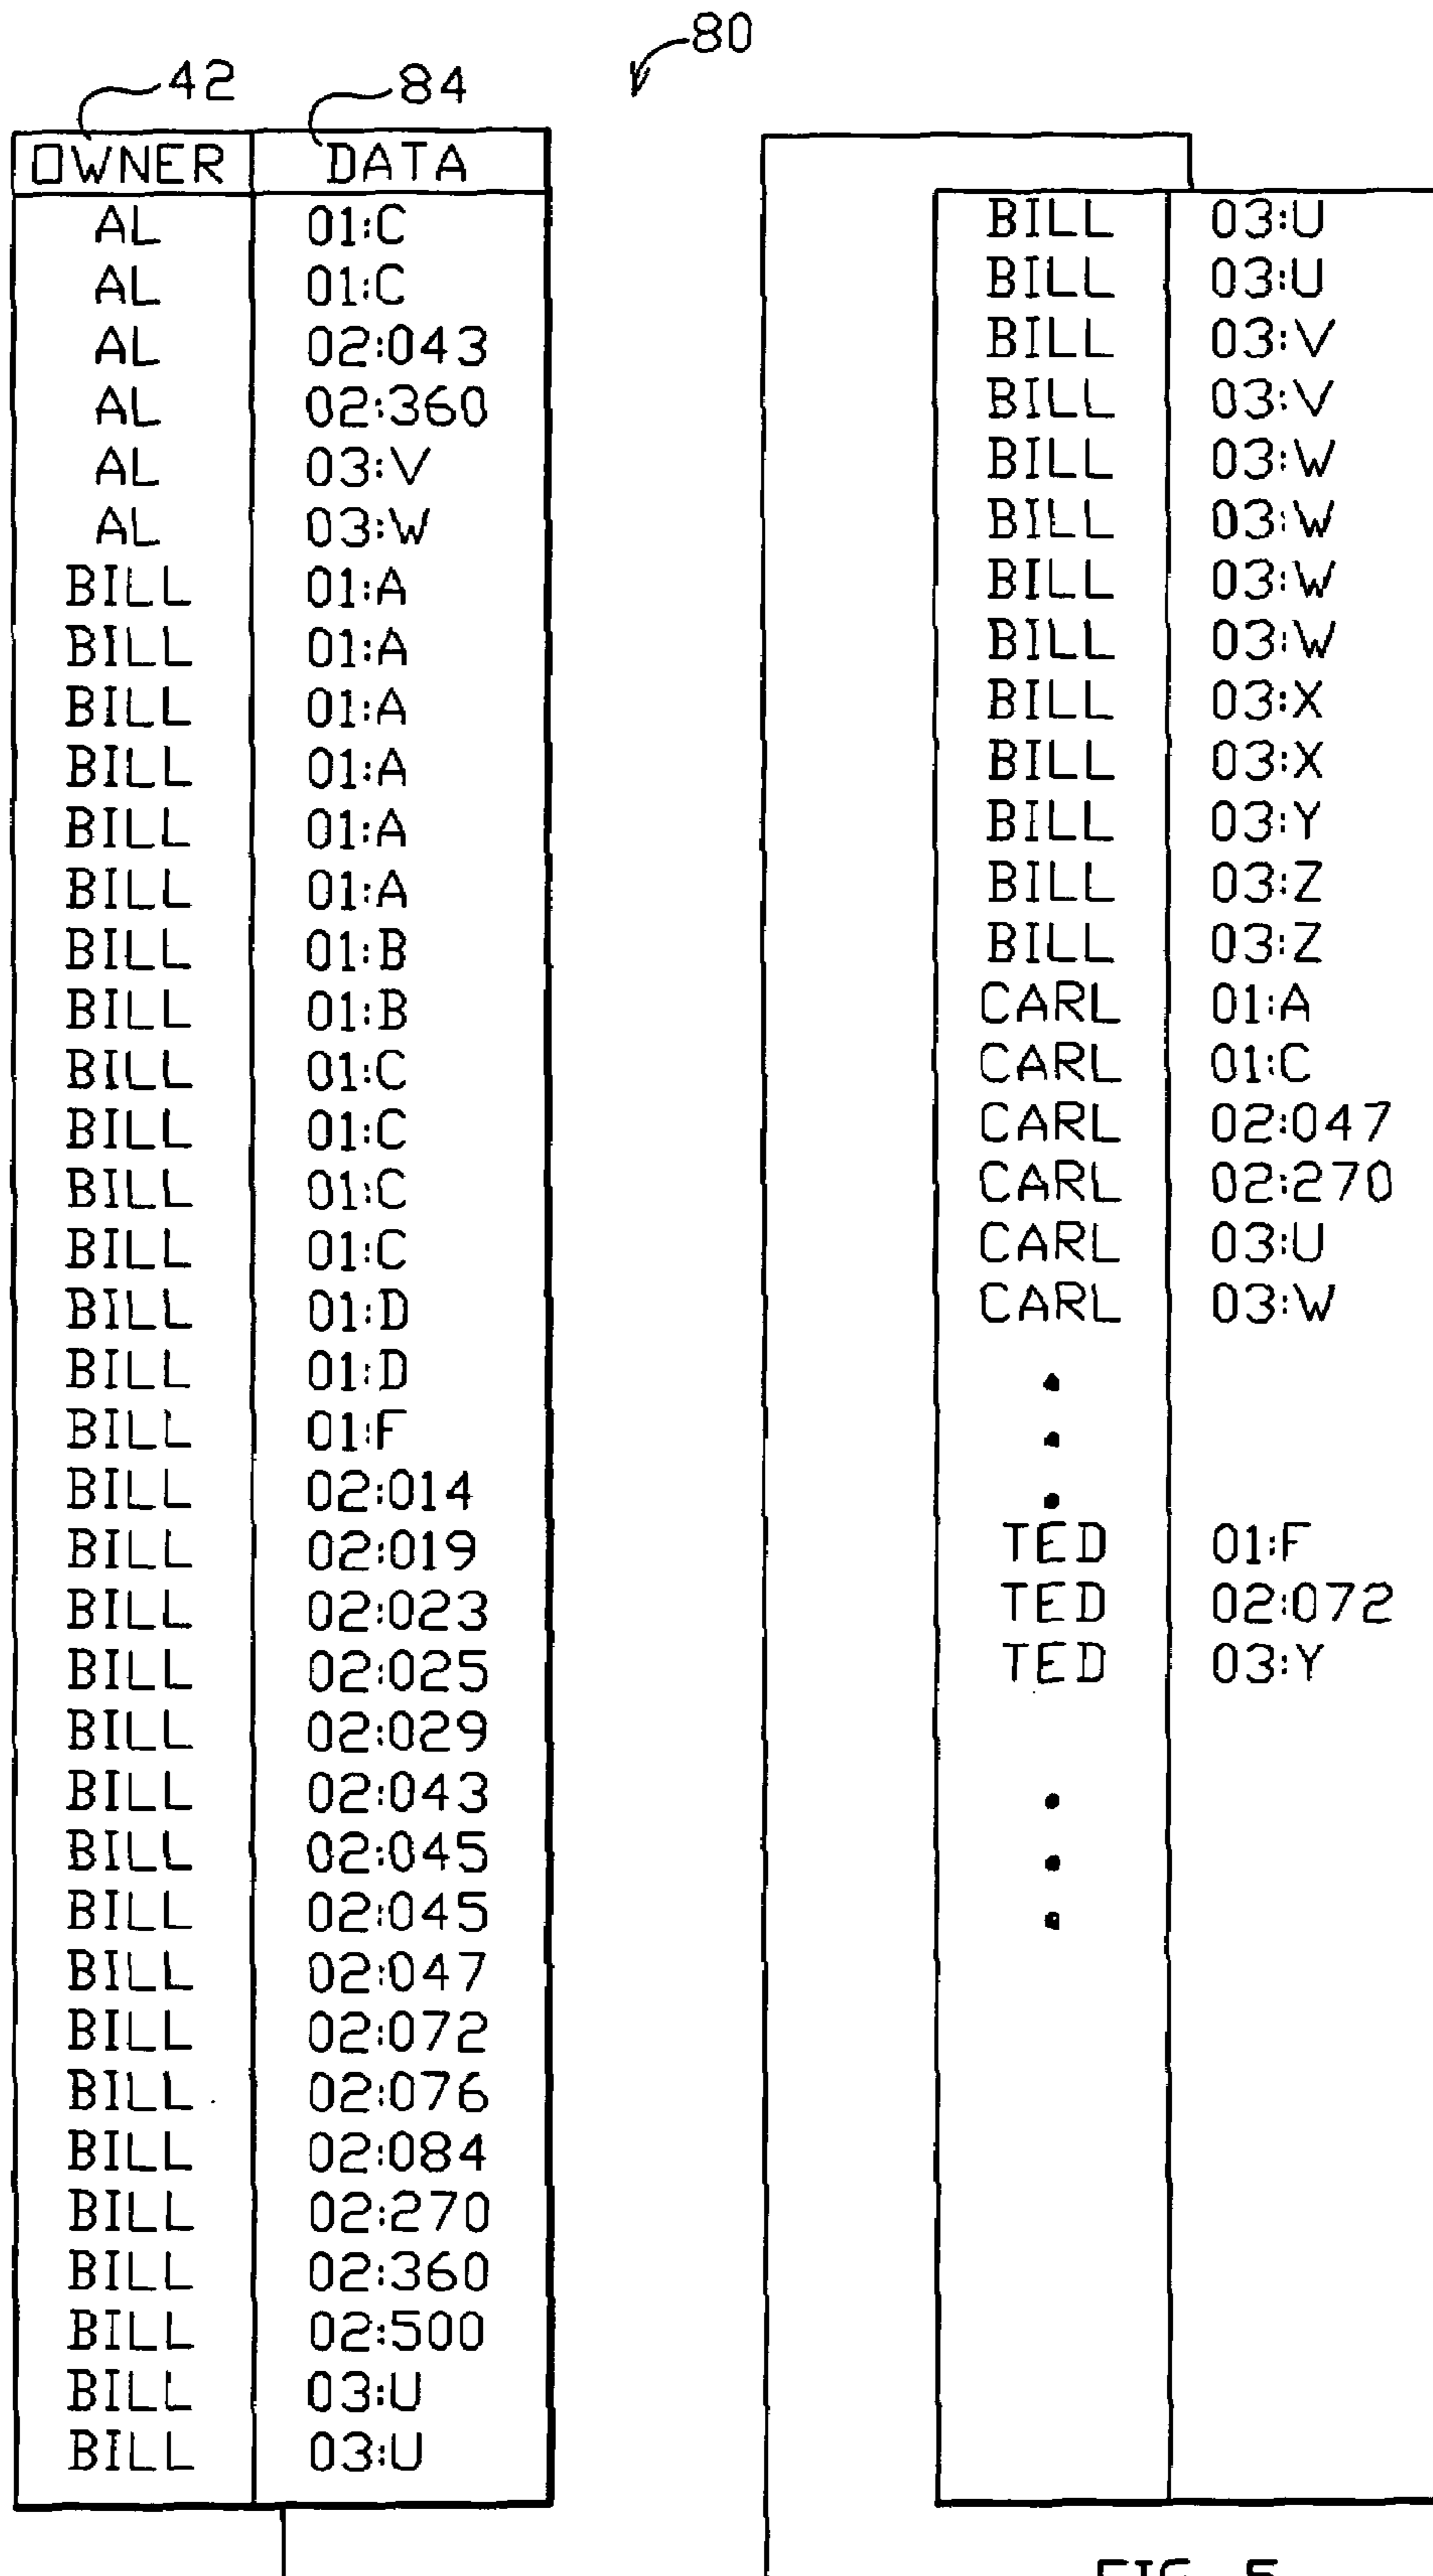 80
42 84
OWNER DATA
AL 01:C
AL 01:C
AL 02:043
AL 02:360
AL 03:V
AL 03:W
BILL 01:A
BILL 01:A
BILL 01:A
BILL 01:A
BILL 01:A
BILL 01:A
BILL 01:B
BILL 01:B
BILL 01:C
BILL 01:C
BILL 01:C
BILL 01:C
BILL 01:D
BILL 01:D
BILL 01:F
BILL 02:014
BILL 02:019
BILL 02:023
BILL 02:025
BILL 02:029
BILL 02:043
BILL 02:045
BILL 02:045
BILL 02:047
BILL 02:072
BILL 02:076
BILL 02:084
BILL 02:270
BILL 02:360
BILL 02:500
BILL 03:U
BILL 03:U
BILL 03:U
BILL 03:U
BILL 03:V
BILL 03:V
BILL 03:W
BILL 03:W
BILL 03:W
BILL 03:W
BILL 03:X
BILL 03:X
BILL 03:Y
BILL 03:Z
BILL 03:Z
CARL 01:A
CARL 01:C
CARL 02:047
CARL 02:270
CARL 03:U
CARL 03:W
TED 01:F
TED 02:072
TED 03:Y